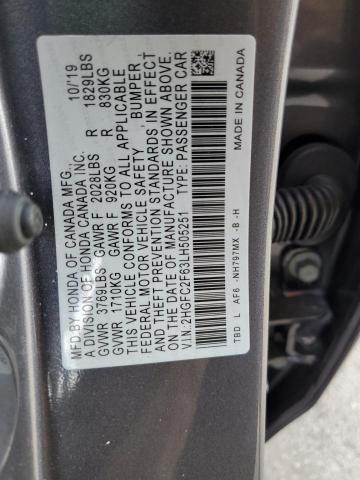 MFD.BY HONDA OF CANADA MFG. 10/19
A DIVISION OF HONDA CANADA INC.
GVWR 3769LBS GAWR F 2028LBS R 1829LBS
GVWR 1710KG GAWR F 920KG R 830KG
THIS VEHICLE CONFORMS TO ALL APPLICABLE
FEDERAL MOTOR VEHICLE SAFETY BUMPER,
AND THEFT PREVENTION STANDARDS IN EFFECT
ON THE DATE OF MANUFACTURE SHOWN ABOVE.
V.I.N:2HGFC2F63LH505251 TYPE: PASSENGER CAR
TBD L AF6 -NH797MX -B -H MADE IN CANADA